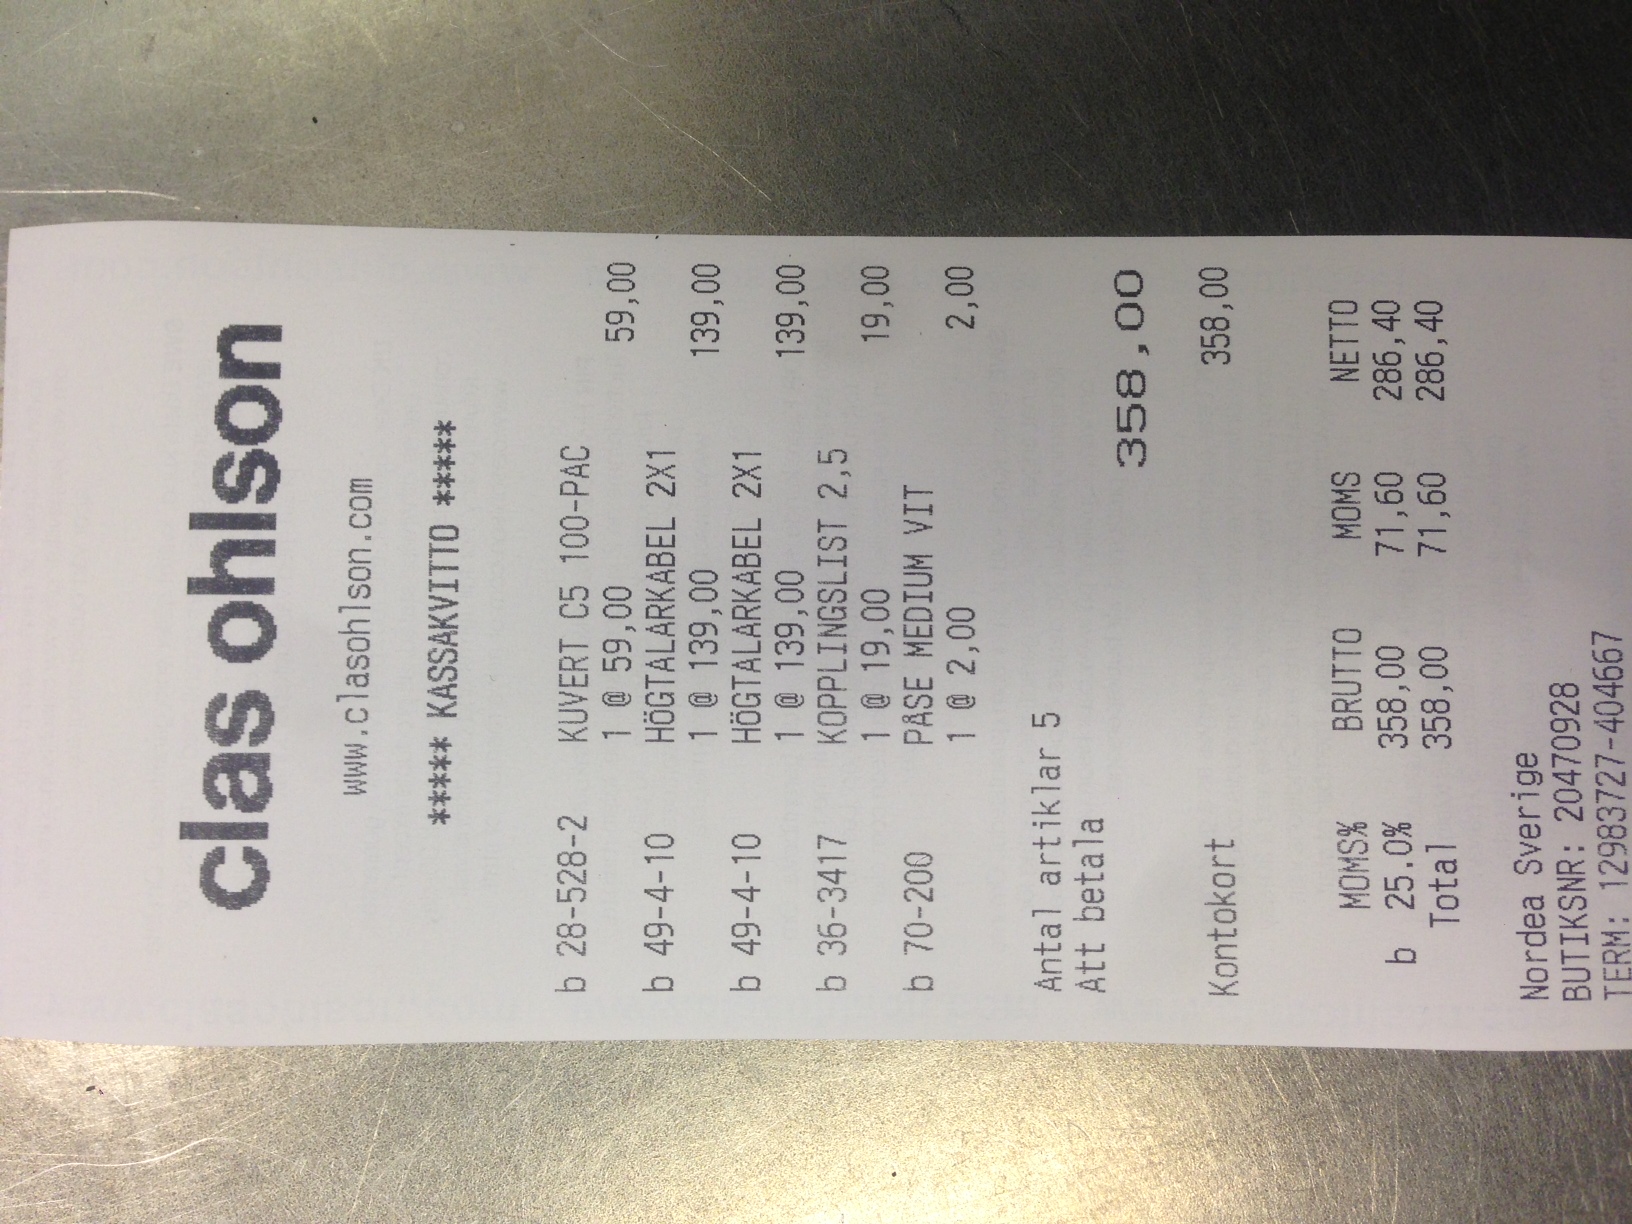 clas ohlson
www.clasohlson.com
***** KASSAKVITTO *****
b 28-528-2 KUVERT C5 100-PAC
1 @ 59,00 59,00
b 49-4-10 HÖGTALARKABEL 2X1
1 @ 139,00 139,00
b 49-4-10 HÖGTALARKABEL 2X1
1 @ 139,00 139,00
b 36-3417 KOPPLINGSLIST 2,5
1 @ 19,00 19,00
b 70-200 PÅSE MEDIUM VIT
1 @ 2,00 2,00
Antal artiklar 5
Att betala
358,00
Kontokort 358,00
MOMS% BRUTTO MOMS NETTO
b 25.0% 358,00 71,60 286,40
Total 358,00 71,60 286,40
Nordea Sverige
BUTIKSNR: 20470928
TERM: 12983727-404667